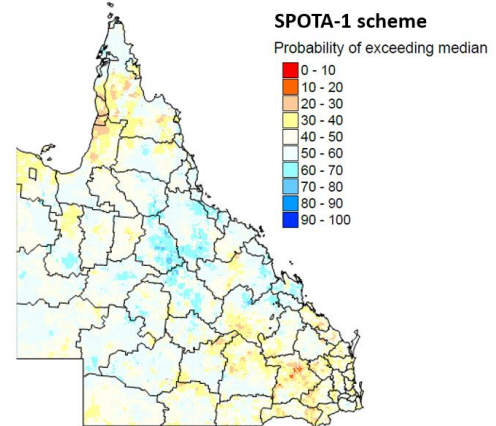 SPOTA-1 scheme
Probability of exceeding median
0 - 10
10 - 20
20 - 30
30 - 40
40 - 50
50 - 60
60 - 70
70 - 80
80 - 90
90 - 100